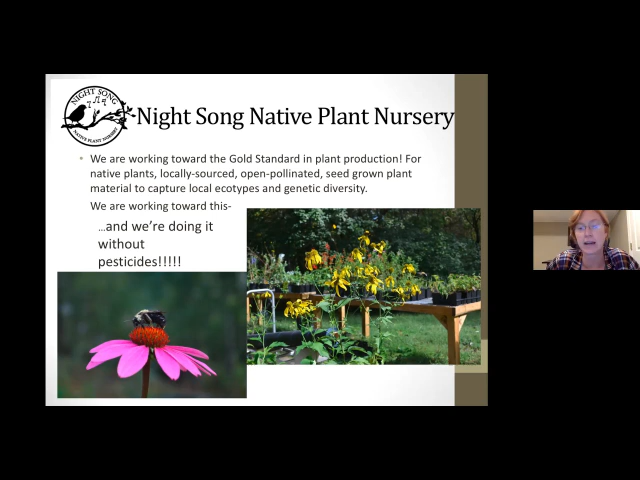 NIGHT SONG
NATIVE PLANT NURSERY
Night Song Native Plant Nursery
• We are working toward the Gold Standard in plant production! For
native plants, locally-sourced, open-pollinated, seed grown plant
material to capture local ecotypes and genetic diversity.
We are working toward this-
...and we're doing it
without
pesticides!!!!!